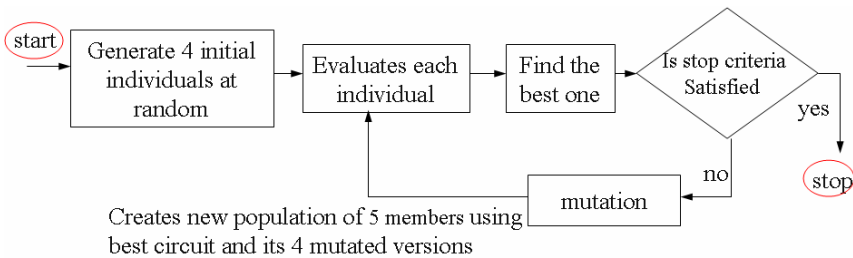 start
Generate 4 initial
individuals at
random
Evaluates each
individual
Find the
best one
Is stop criteria
Satisfied
yes
stop
no
mutation
Creates new population of 5 members using
best circuit and its 4 mutated versions